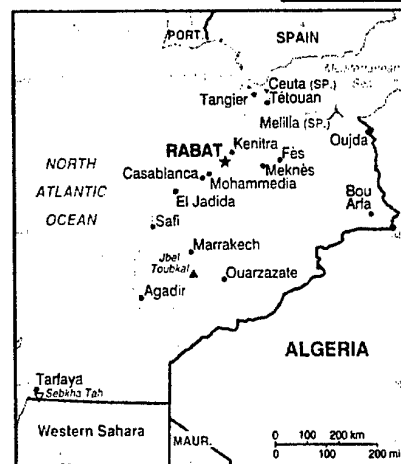 PORT.
SPAIN
Mediterranean
Sea
Ceuta (SP.)
Tangier
Tétouan
Melilla (SP.)
Oujda
RABAT
Kenitra
Fès
Meknès
Casablanca
Mohammedia
El Jadida
NORTH
ATLANTIC
OCEAN
Bou
Arfa
Safi
Marrakech
Jbel
Toubkal
Ouarzazate
Agadir
ALGERIA
Tarfaya
Sebkha Tah
Western Sahara
MAUR.
0 100 200 km
0 100 200 mi